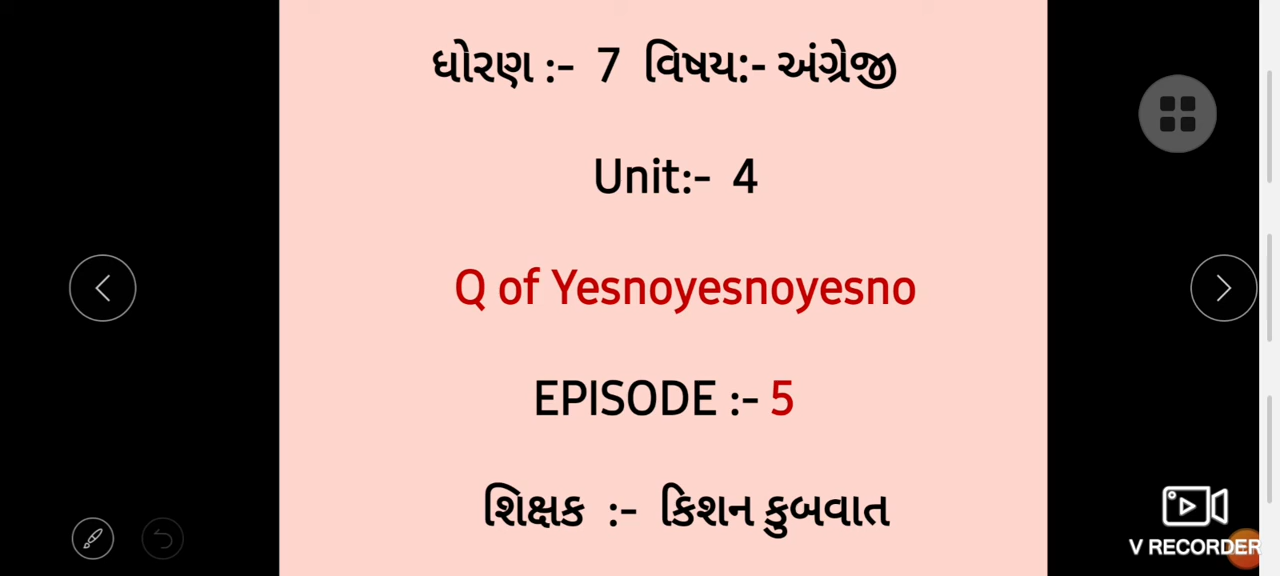 ધોરણ :- 7 વિષય:- અંગ્રેજી
Unit:- 4
Q of Yesnoyesnoyesno
EPISODE :- 5
શિક્ષક :- કિશન કુબવાત
V RECORDER